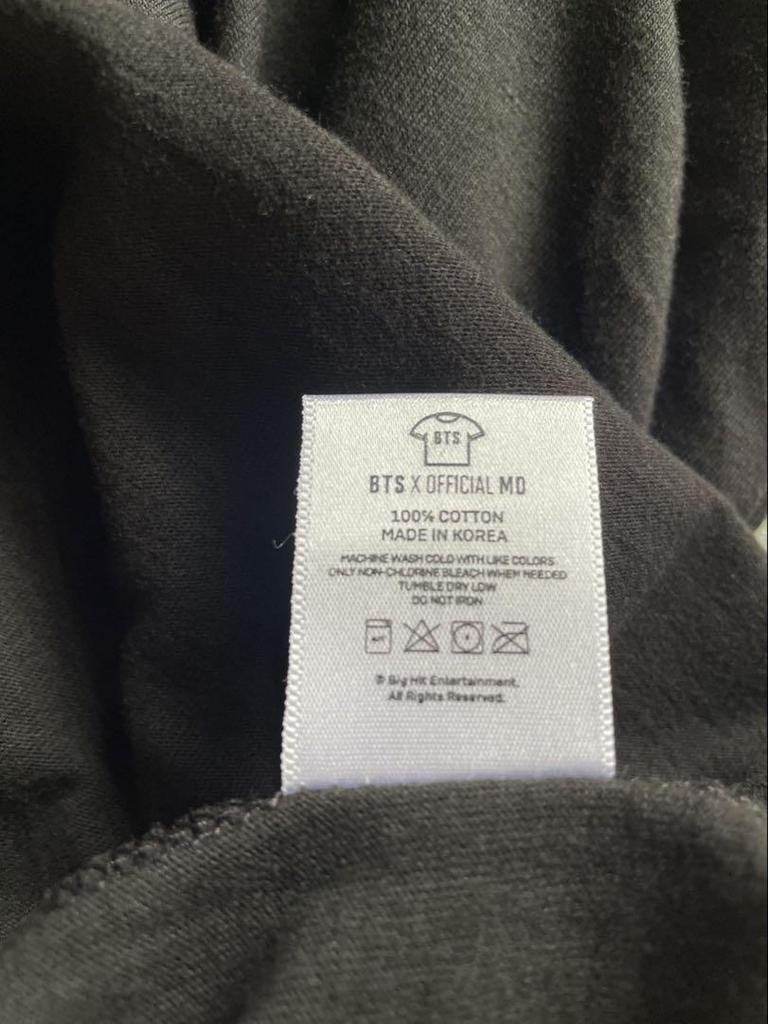 BTS
BTS X OFFICIAL MD
100% COTTON
MADE IN KOREA
MACHINE WASH COLD WITH LIKE COLORS
ONLY NON-CHLORINE BLEACH WHEN NEEDED
TUMBLE DRY LOW
DO NOT IRON
© Big Hit Entertainment.
All Rights Reserved.